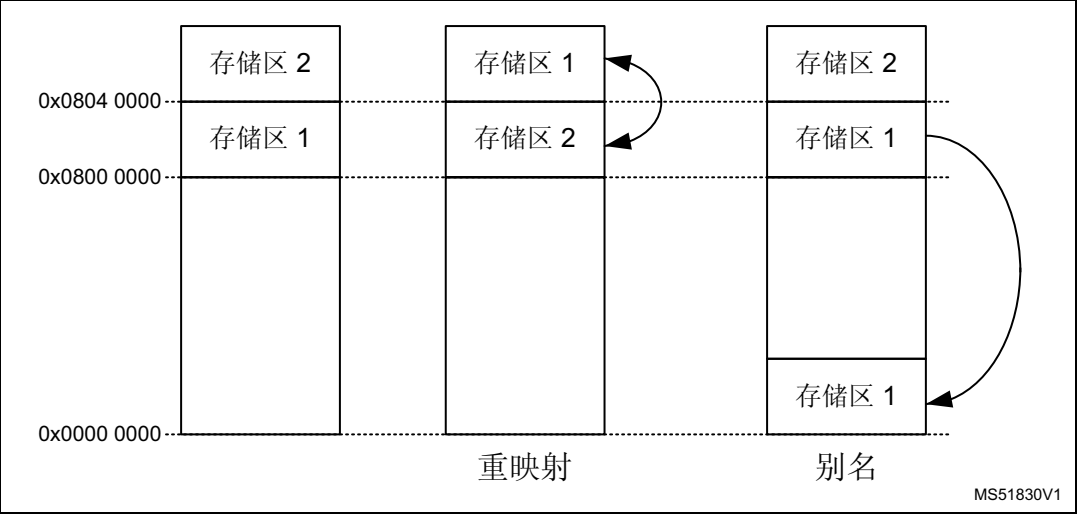 存储区 2
存储区 1
存储区 2
0x0804 0000
存储区 1
存储区 2
存储区 1
0x0800 0000
存储区 1
0x0000 0000
重映射
别名
MS51830V1